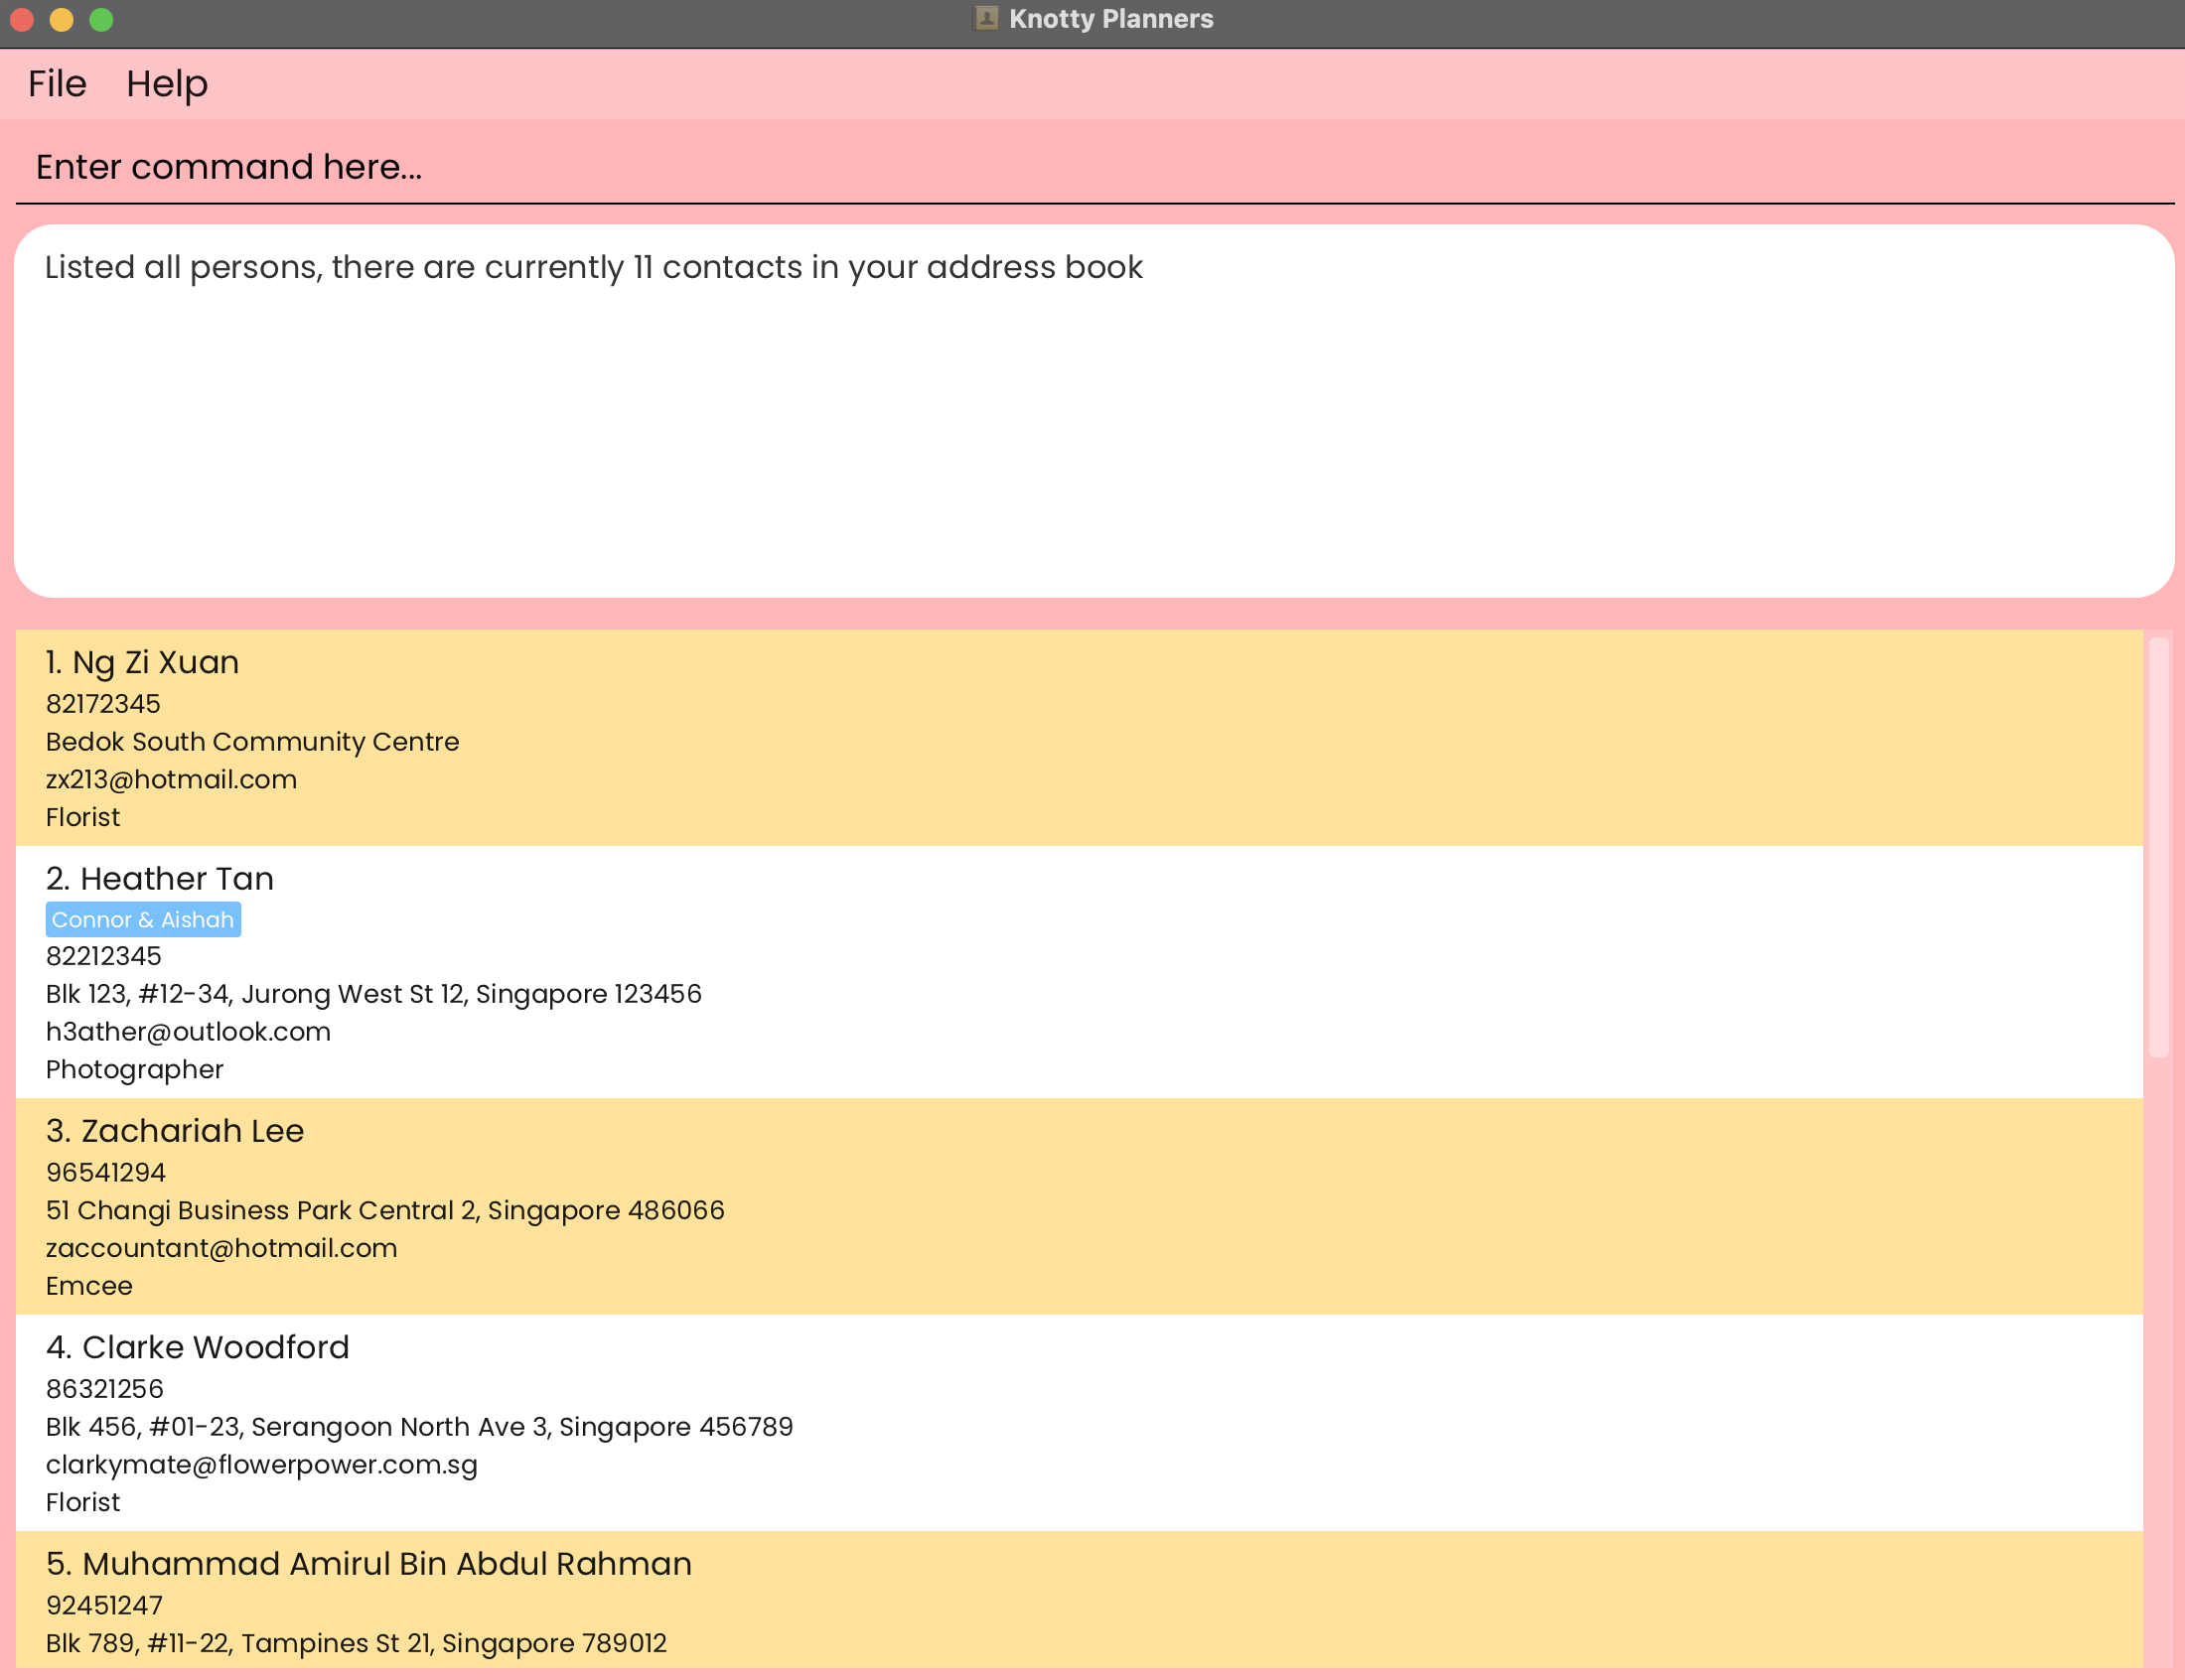 Knotty Planners
File Help
Enter command here...
Listed all persons, there are currently 11 contacts in your address book
1. Ng Zi Xuan
82172345
Bedok South Community Centre
zx213@hotmail.com
Florist
2. Heather Tan
Connor & Aishah
82212345
Blk 123, #12-34, Jurong West St 12, Singapore 123456
h3ather@outlook.com
Photographer
3. Zachariah Lee
96541294
51 Changi Business Park Central 2, Singapore 486066
zaccountant@hotmail.com
Emcee
4. Clarke Woodford
86321256
Blk 456, #01-23, Serangoon North Ave 3, Singapore 456789
clarkymate@flowerpower.com.sg
Florist
5. Muhammad Amirul Bin Abdul Rahman
92451247
Blk 789, #11-22, Tampines St 21, Singapore 789012